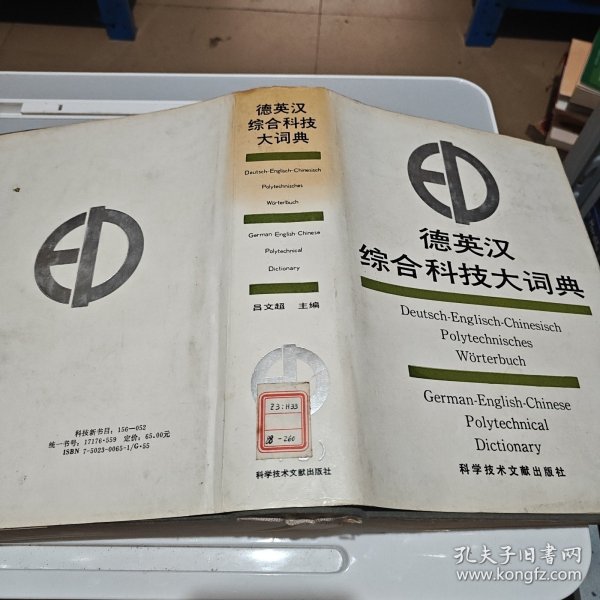 科技新书目：156—052
统一书号：17176·559 定价：65.00元
ISBN 7-5023-0065-1/G·55
德英汉
综合科技
大词典
Deutsch-Englisch-Chinesisch
Polytechnisches
Wörterbuch
German English Chinese
Polytechnical
Dictionary
吕文超 主编
Z3:H33
科学技术文献出版社
德英汉
综合科技大词典
Deutsch-Englisch-Chinesisch
Polytechnisches
Wörterbuch
German-English-Chinese
Polytechnical
Dictionary
科学技术文献出版社
孔夫子旧书网
www.kongfz.com